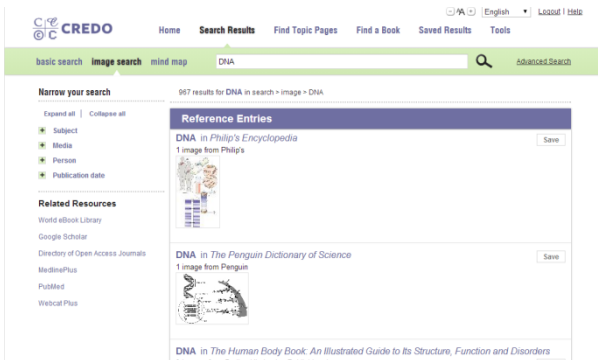 English
Logout | Help
CREDO
Home Search Results Find Topic Pages Find a Book Saved Results Tools
basic search image search mind map DNA Advanced Search
Narrow your search
967 results for DNA in search > image > DNA
Expand all | Collapse all
Subject
Media
Person
Publication date
Related Resources
World eBook Library
Google Scholar
Directory of Open Access Journals
MedlinePlus
PubMed
Webcat Plus
Reference Entries
DNA in Philip's Encyclopedia
Save
1 image from Philip's
DNA in The Penguin Dictionary of Science
Save
1 image from Penguin
DNA in The Human Body Book: An Illustrated Guide to Its Structure, Function and Disorders